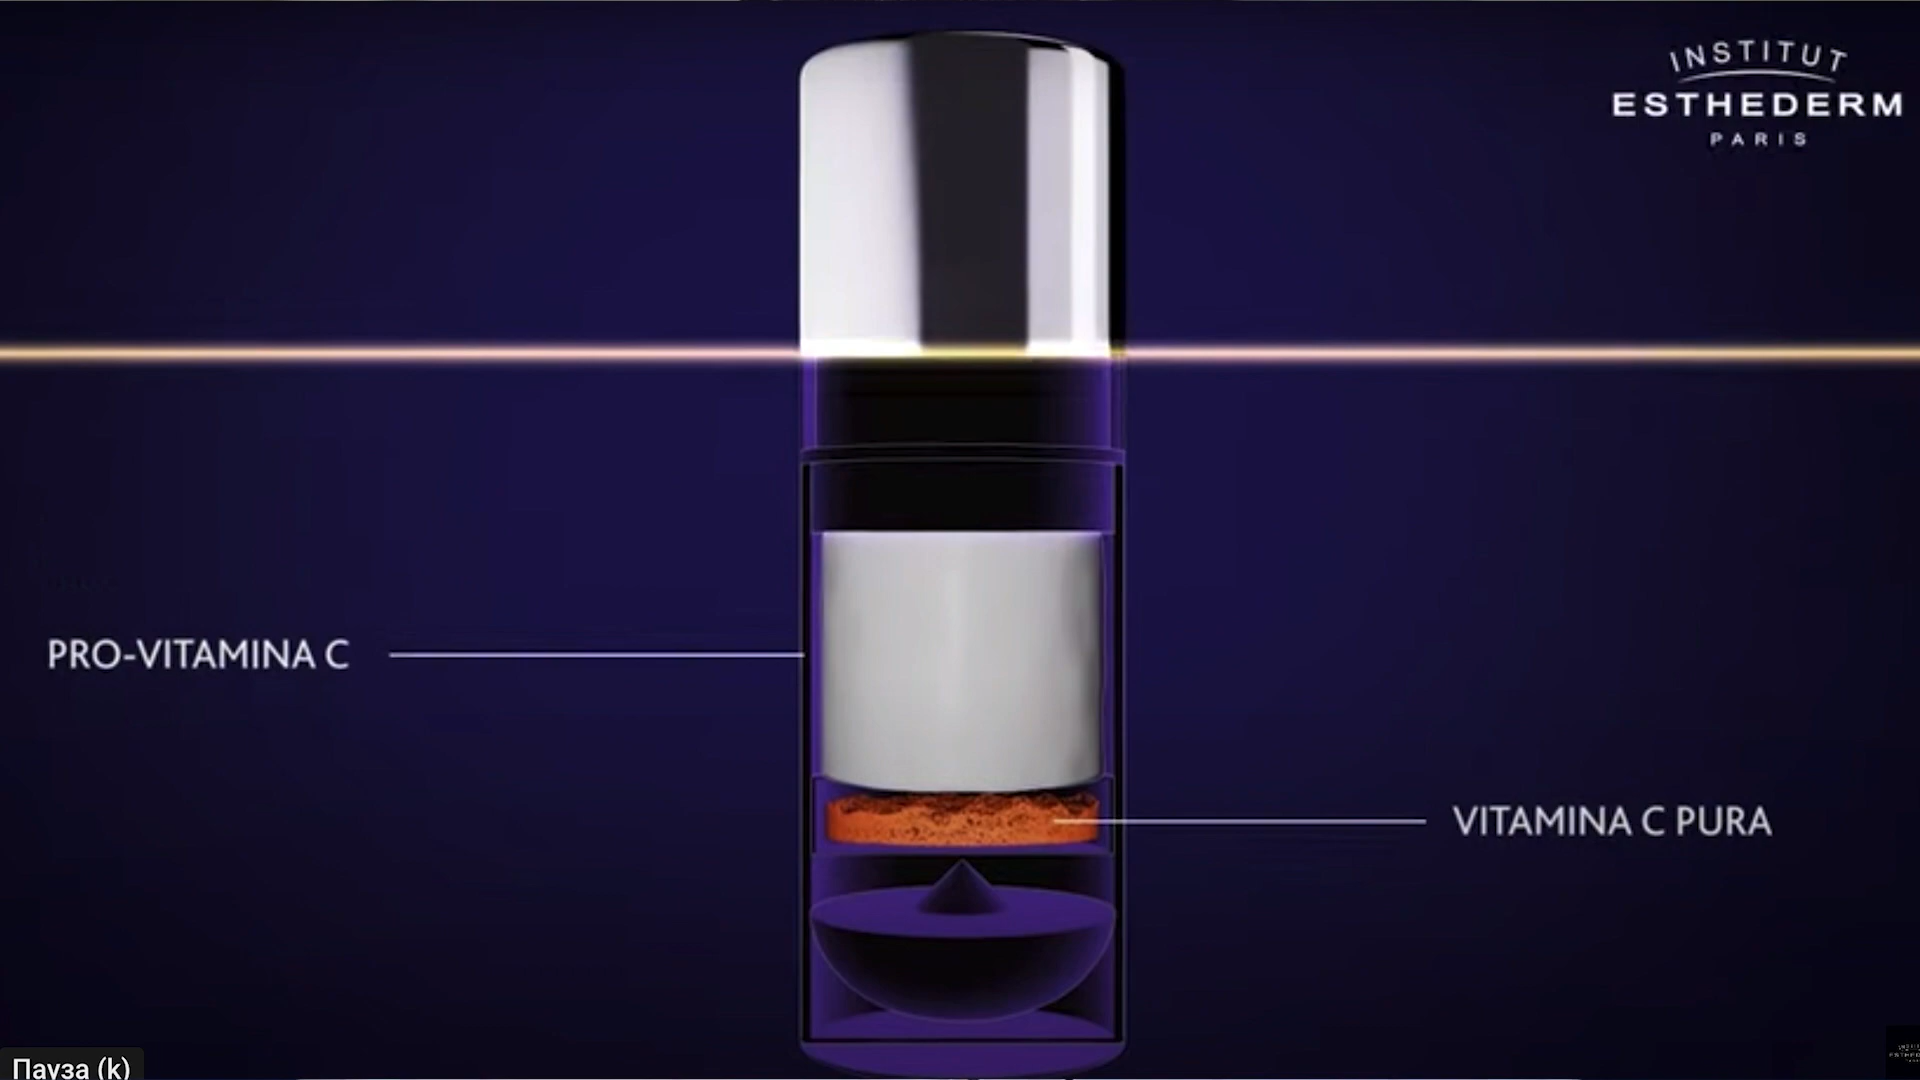 INSTITUT
ESTHEDERM
PARIS
PRO-VITAMINA C
VITAMINA C PURA
Пауза (k)